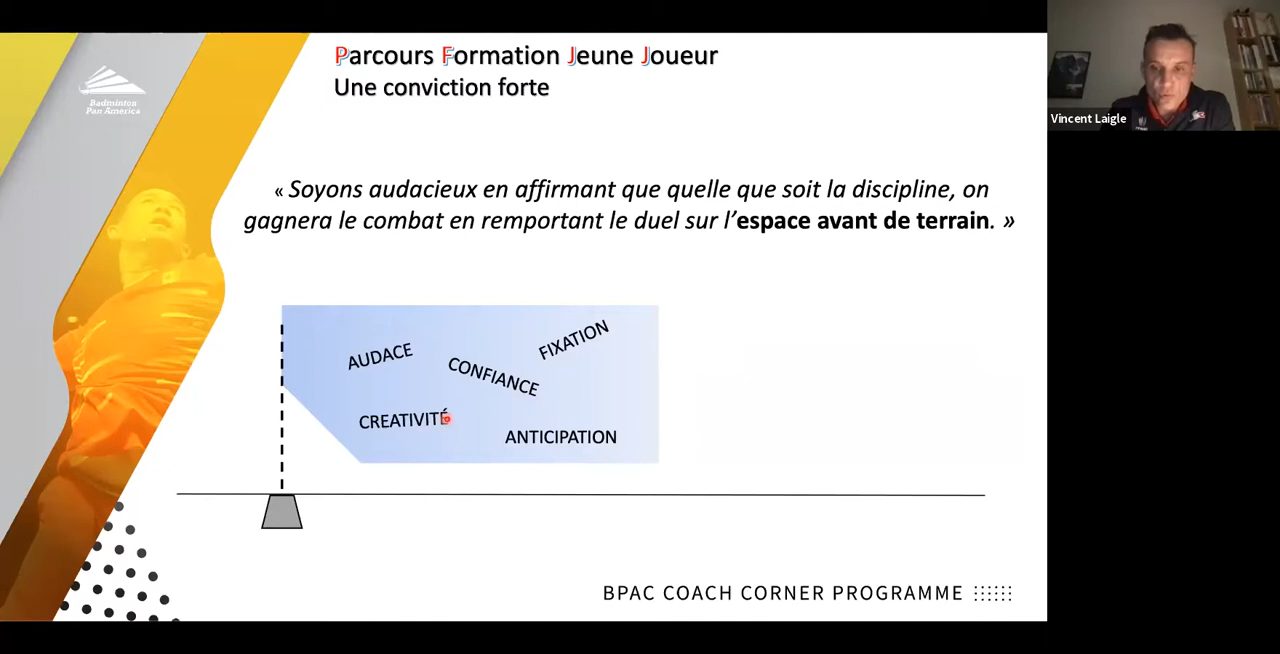 Parcours Formation Jeune Joueur
Une conviction forte
Badminton
Pan America
Vincent Laigle
« Soyons audacieux en affirmant que quelle que soit la discipline, on
gagnera le combat en remportant le duel sur l’espace avant de terrain. »
FIXATION
AUDACE
CONFIANCE
CREATIVITÉ
ANTICIPATION
BPAC COACH CORNER PROGRAMME